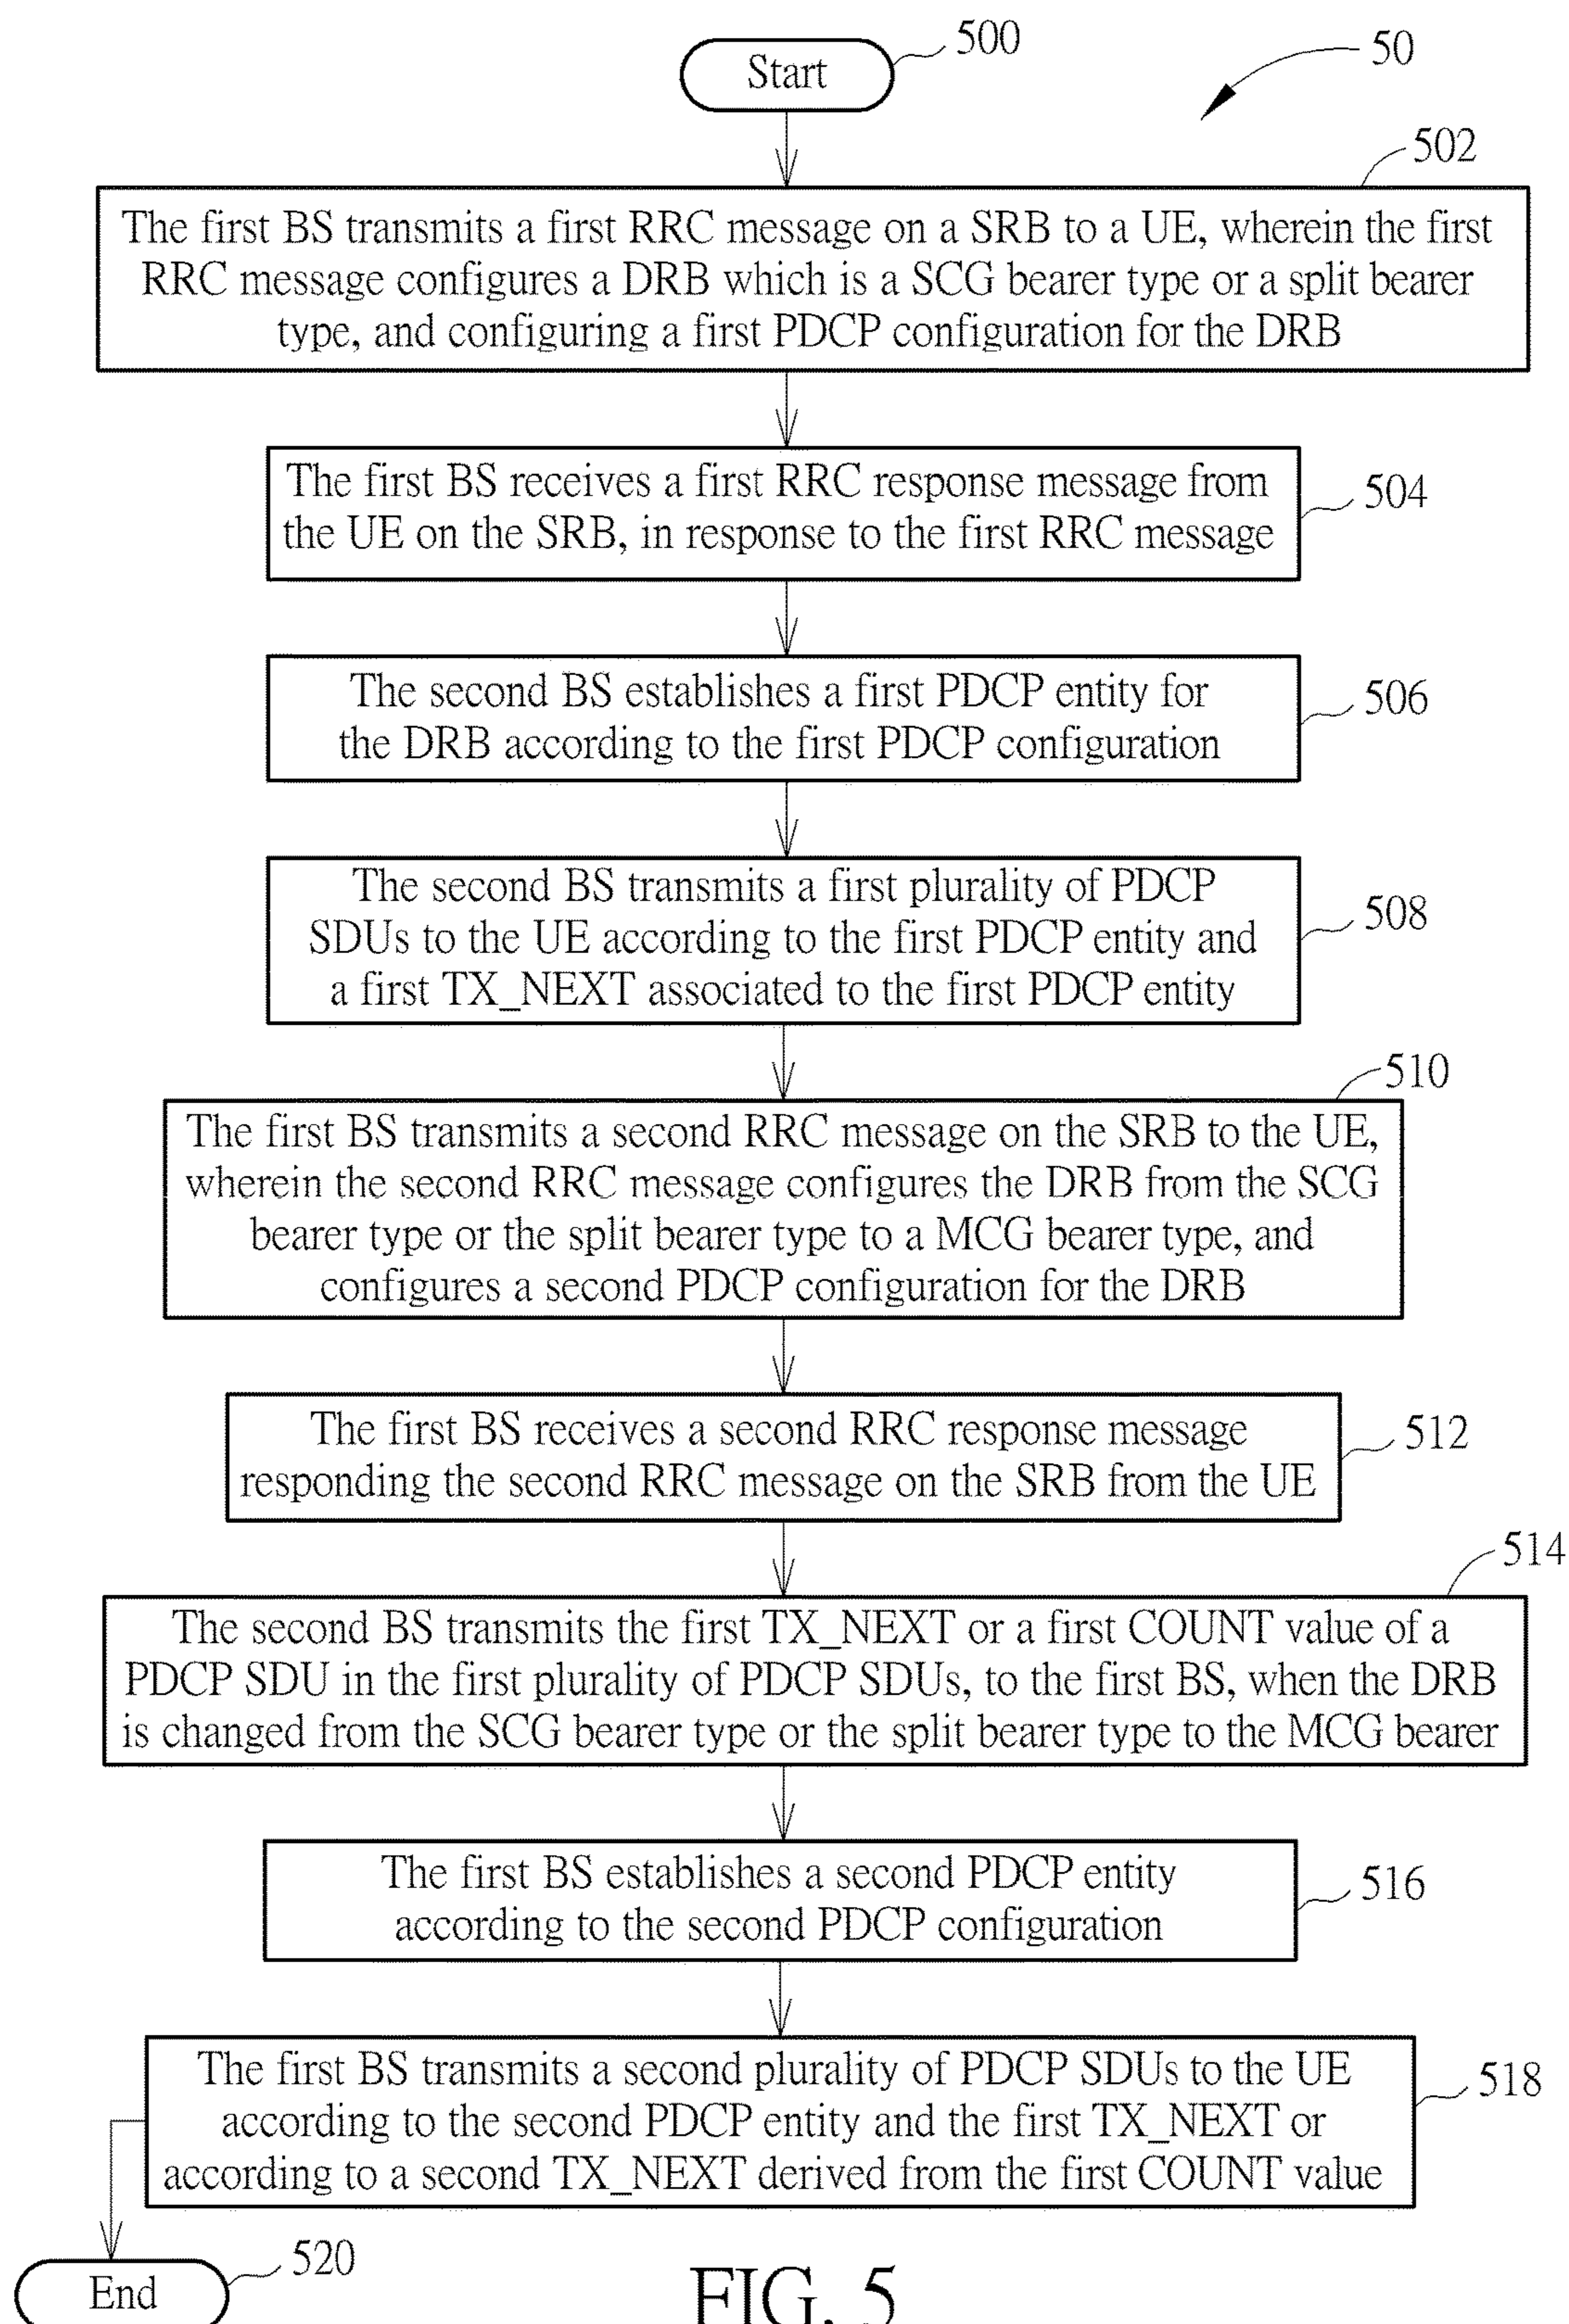 Start
500
50
502
The first BS transmits a first RRC message on a SRB to a UE, wherein the first
RRC message configures a DRB which is a SCG bearer type or a split bearer
type, and configuring a first PDCP configuration for the DRB
The first BS receives a first RRC response message from
the UE on the SRB, in response to the first RRC message
504
The second BS establishes a first PDCP entity for
the DRB according to the first PDCP configuration
506
The second BS transmits a first plurality of PDCP
SDUs to the UE according to the first PDCP entity and
a first TX_NEXT associated to the first PDCP entity
508
510
The first BS transmits a second RRC message on the SRB to the UE,
wherein the second RRC message configures the DRB from the SCG
bearer type or the split bearer type to a MCG bearer type, and
configures a second PDCP configuration for the DRB
The first BS receives a second RRC response message
responding the second RRC message on the SRB from the UE
512
514
The second BS transmits the first TX_NEXT or a first COUNT value of a
PDCP SDU in the first plurality of PDCP SDUs, to the first BS, when the DRB
is changed from the SCG bearer type or the split bearer type to the MCG bearer
The first BS establishes a second PDCP entity
according to the second PDCP configuration
516
The first BS transmits a second plurality of PDCP SDUs to the UE
according to the second PDCP entity and the first TX_NEXT or
according to a second TX_NEXT derived from the first COUNT value
518
End
520
FIG. 5